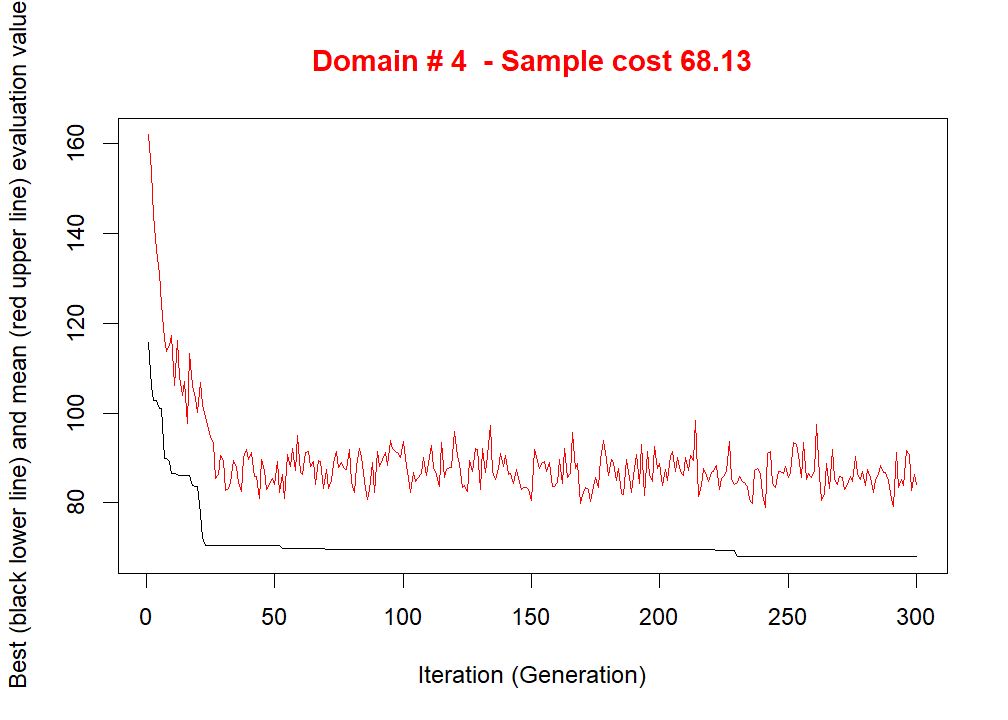 Domain # 4  - Sample cost 68.13
Best (black lower line) and mean (red upper line) evaluation value
160
140
120
100
80
0 50 100 150 200 250 300
Iteration (Generation)